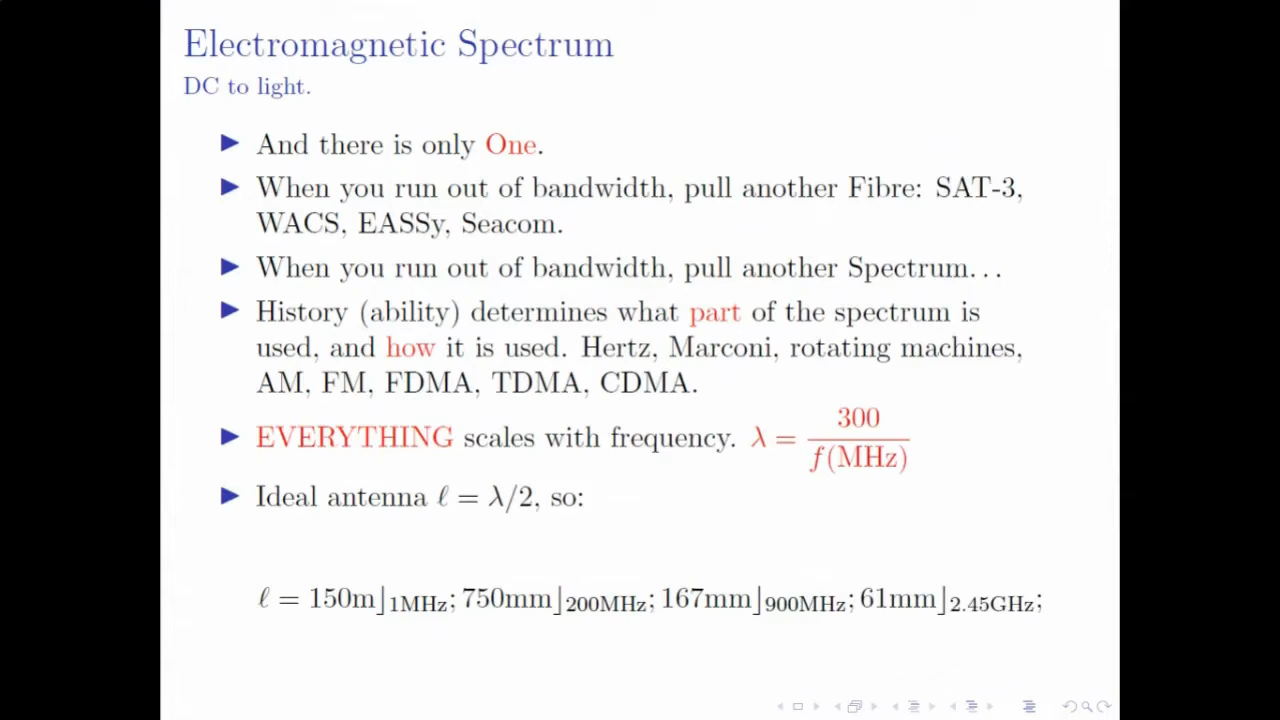 Electromagnetic Spectrum
DC to light.
▶ And there is only One.
▶ When you run out of bandwidth, pull another Fibre: SAT-3,
WACS, EASSy, Seacom.
▶ When you run out of bandwidth, pull another Spectrum...
▶ History (ability) determines what part of the spectrum is
used, and how it is used. Hertz, Marconi, rotating machines,
AM, FM, FDMA, TDMA, CDMA.
▶ EVERYTHING scales with frequency. λ = 300 / f(MHz)
▶ Ideal antenna ℓ = λ/2, so:
ℓ = 150m⌋1MHz; 750mm⌋200MHz; 167mm⌋900MHz; 61mm⌋2.45GHz;